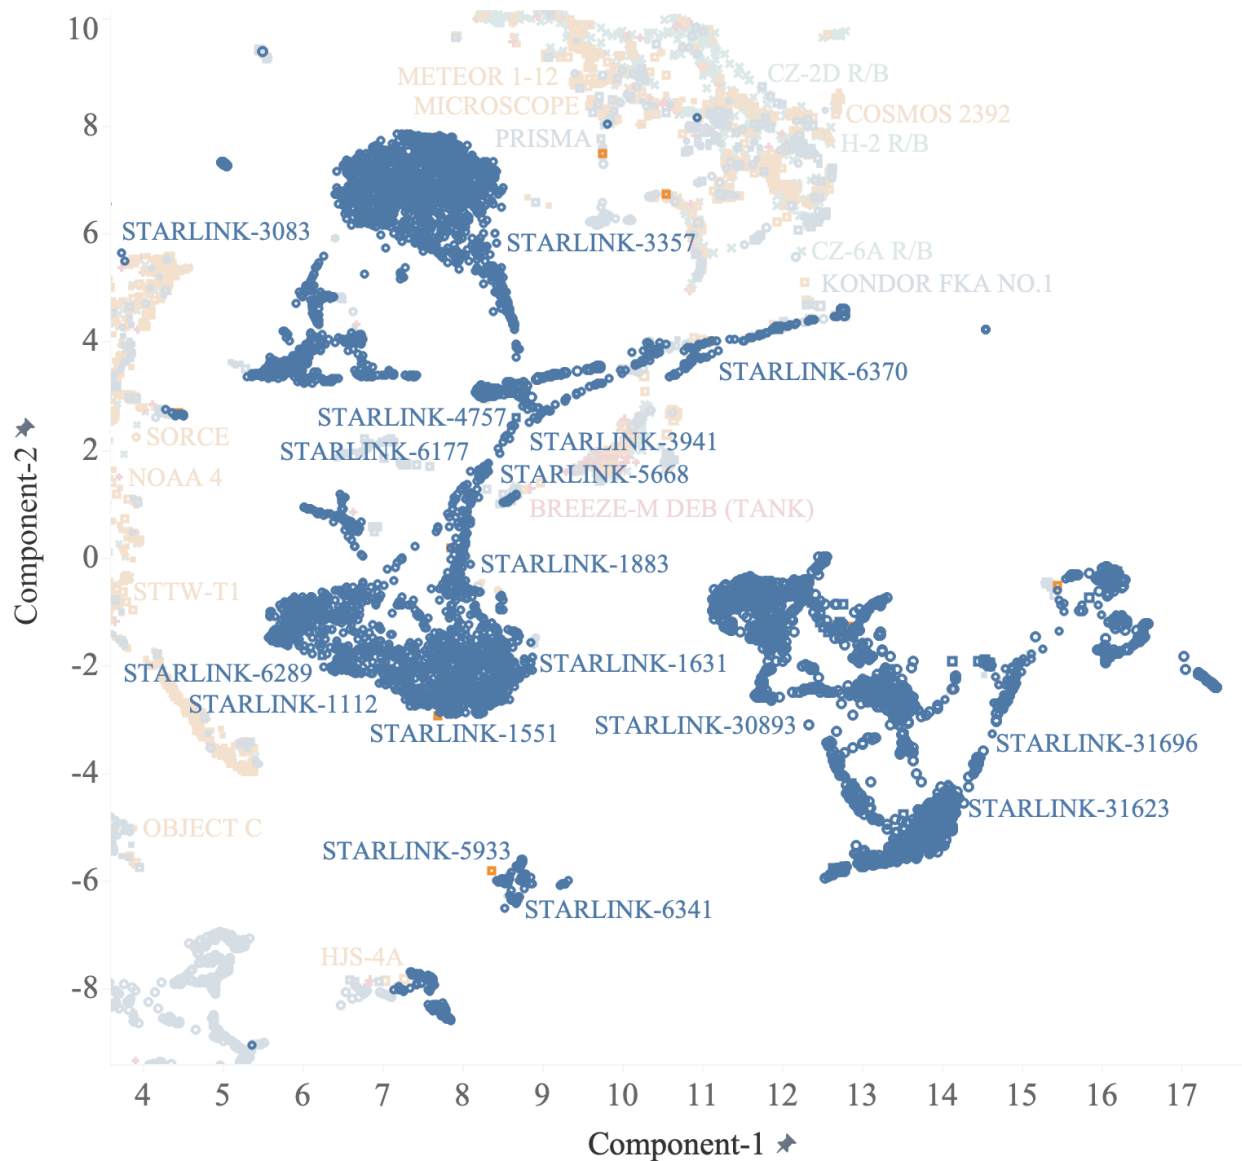 10
METEOR 1-12
CZ-2D R/B
MICROSCOPE
COSMOS 2392
8
PRISMA
H-2 R/B
STARLINK-3083
6
STARLINK-3357
CZ-6A R/B
KONDOR FKA NO.1
4
STARLINK-6370
STARLINK-4757
SORCE
STARLINK-3941
2
STARLINK-6177
NOAA 4
STARLINK-5668
BREEZE-M DEB (TANK)
0
STARLINK-1883
STTW-T1
-2
STARLINK-6289
STARLINK-1631
STARLINK-1112
STARLINK-1551
STARLINK-30893
STARLINK-31696
-4
STARLINK-31623
OBJECT C
STARLINK-5933
-6
STARLINK-6341
HJS-4A
-8
Component-2
4 5 6 7 8 9 10 11 12 13 14 15 16 17
Component-1